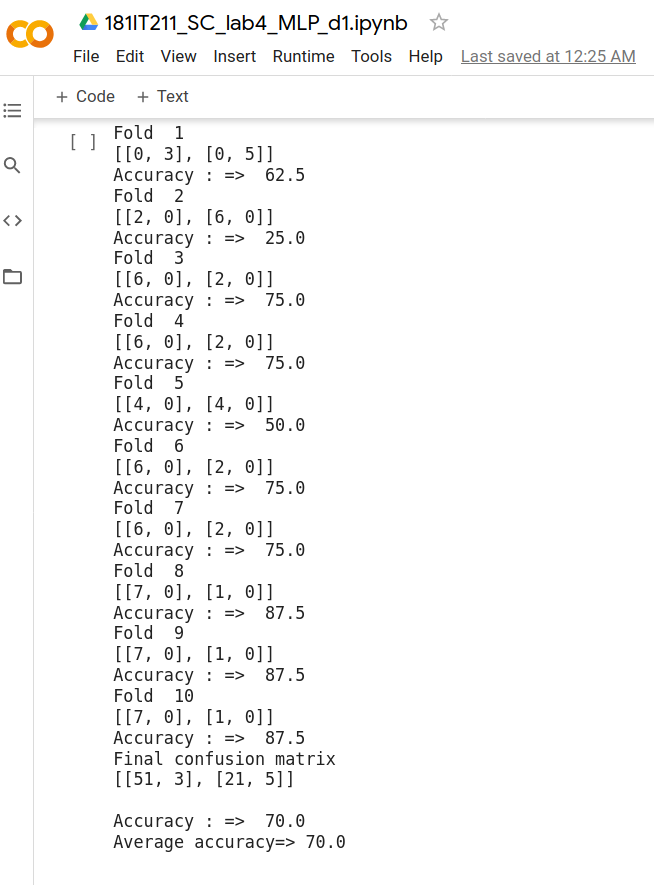 181IT211_SC_lab4_MLP_d1.ipynb
File Edit View Insert Runtime Tools Help Last saved at 12:25 AM
+ Code + Text
[ ] Fold  1
[[0, 3], [0, 5]]
Accuracy : =>  62.5
Fold  2
[[2, 0], [6, 0]]
Accuracy : =>  25.0
Fold  3
[[6, 0], [2, 0]]
Accuracy : =>  75.0
Fold  4
[[6, 0], [2, 0]]
Accuracy : =>  75.0
Fold  5
[[4, 0], [4, 0]]
Accuracy : =>  50.0
Fold  6
[[6, 0], [2, 0]]
Accuracy : =>  75.0
Fold  7
[[6, 0], [2, 0]]
Accuracy : =>  75.0
Fold  8
[[7, 0], [1, 0]]
Accuracy : =>  87.5
Fold  9
[[7, 0], [1, 0]]
Accuracy : =>  87.5
Fold  10
[[7, 0], [1, 0]]
Accuracy : =>  87.5
Final confusion matrix
[[51, 3], [21, 5]]
Accuracy : =>  70.0
Average accuracy=> 70.0